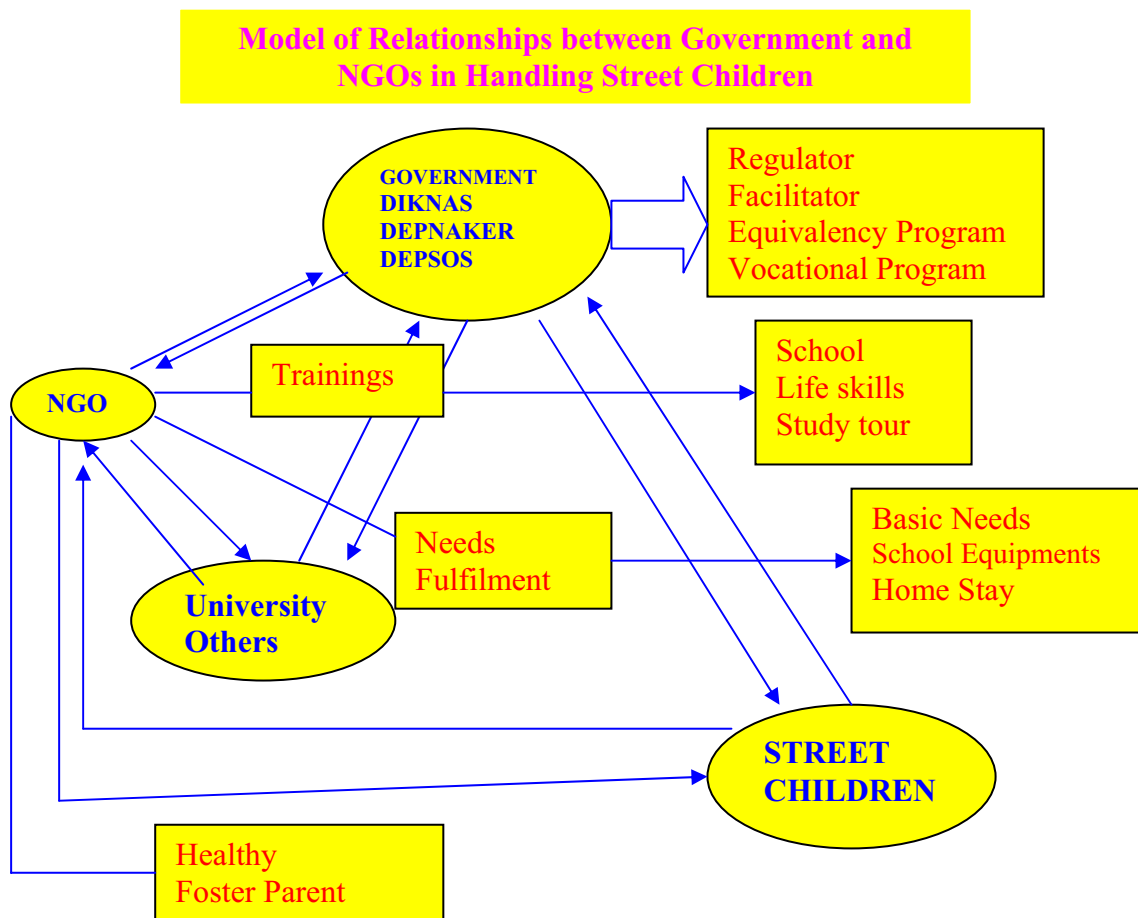 Model of Relationships between Government and
NGOs in Handling Street Children
GOVERNMENT
DIKNAS
DEPNAKER
DEPSOS
Regulator
Facilitator
Equivalency Program
Vocational Program
Trainings
School
Life skills
Study tour
NGO
Needs
Fulfilment
Basic Needs
School Equipments
Home Stay
University
Others
STREET
CHILDREN
Healthy
Foster Parent